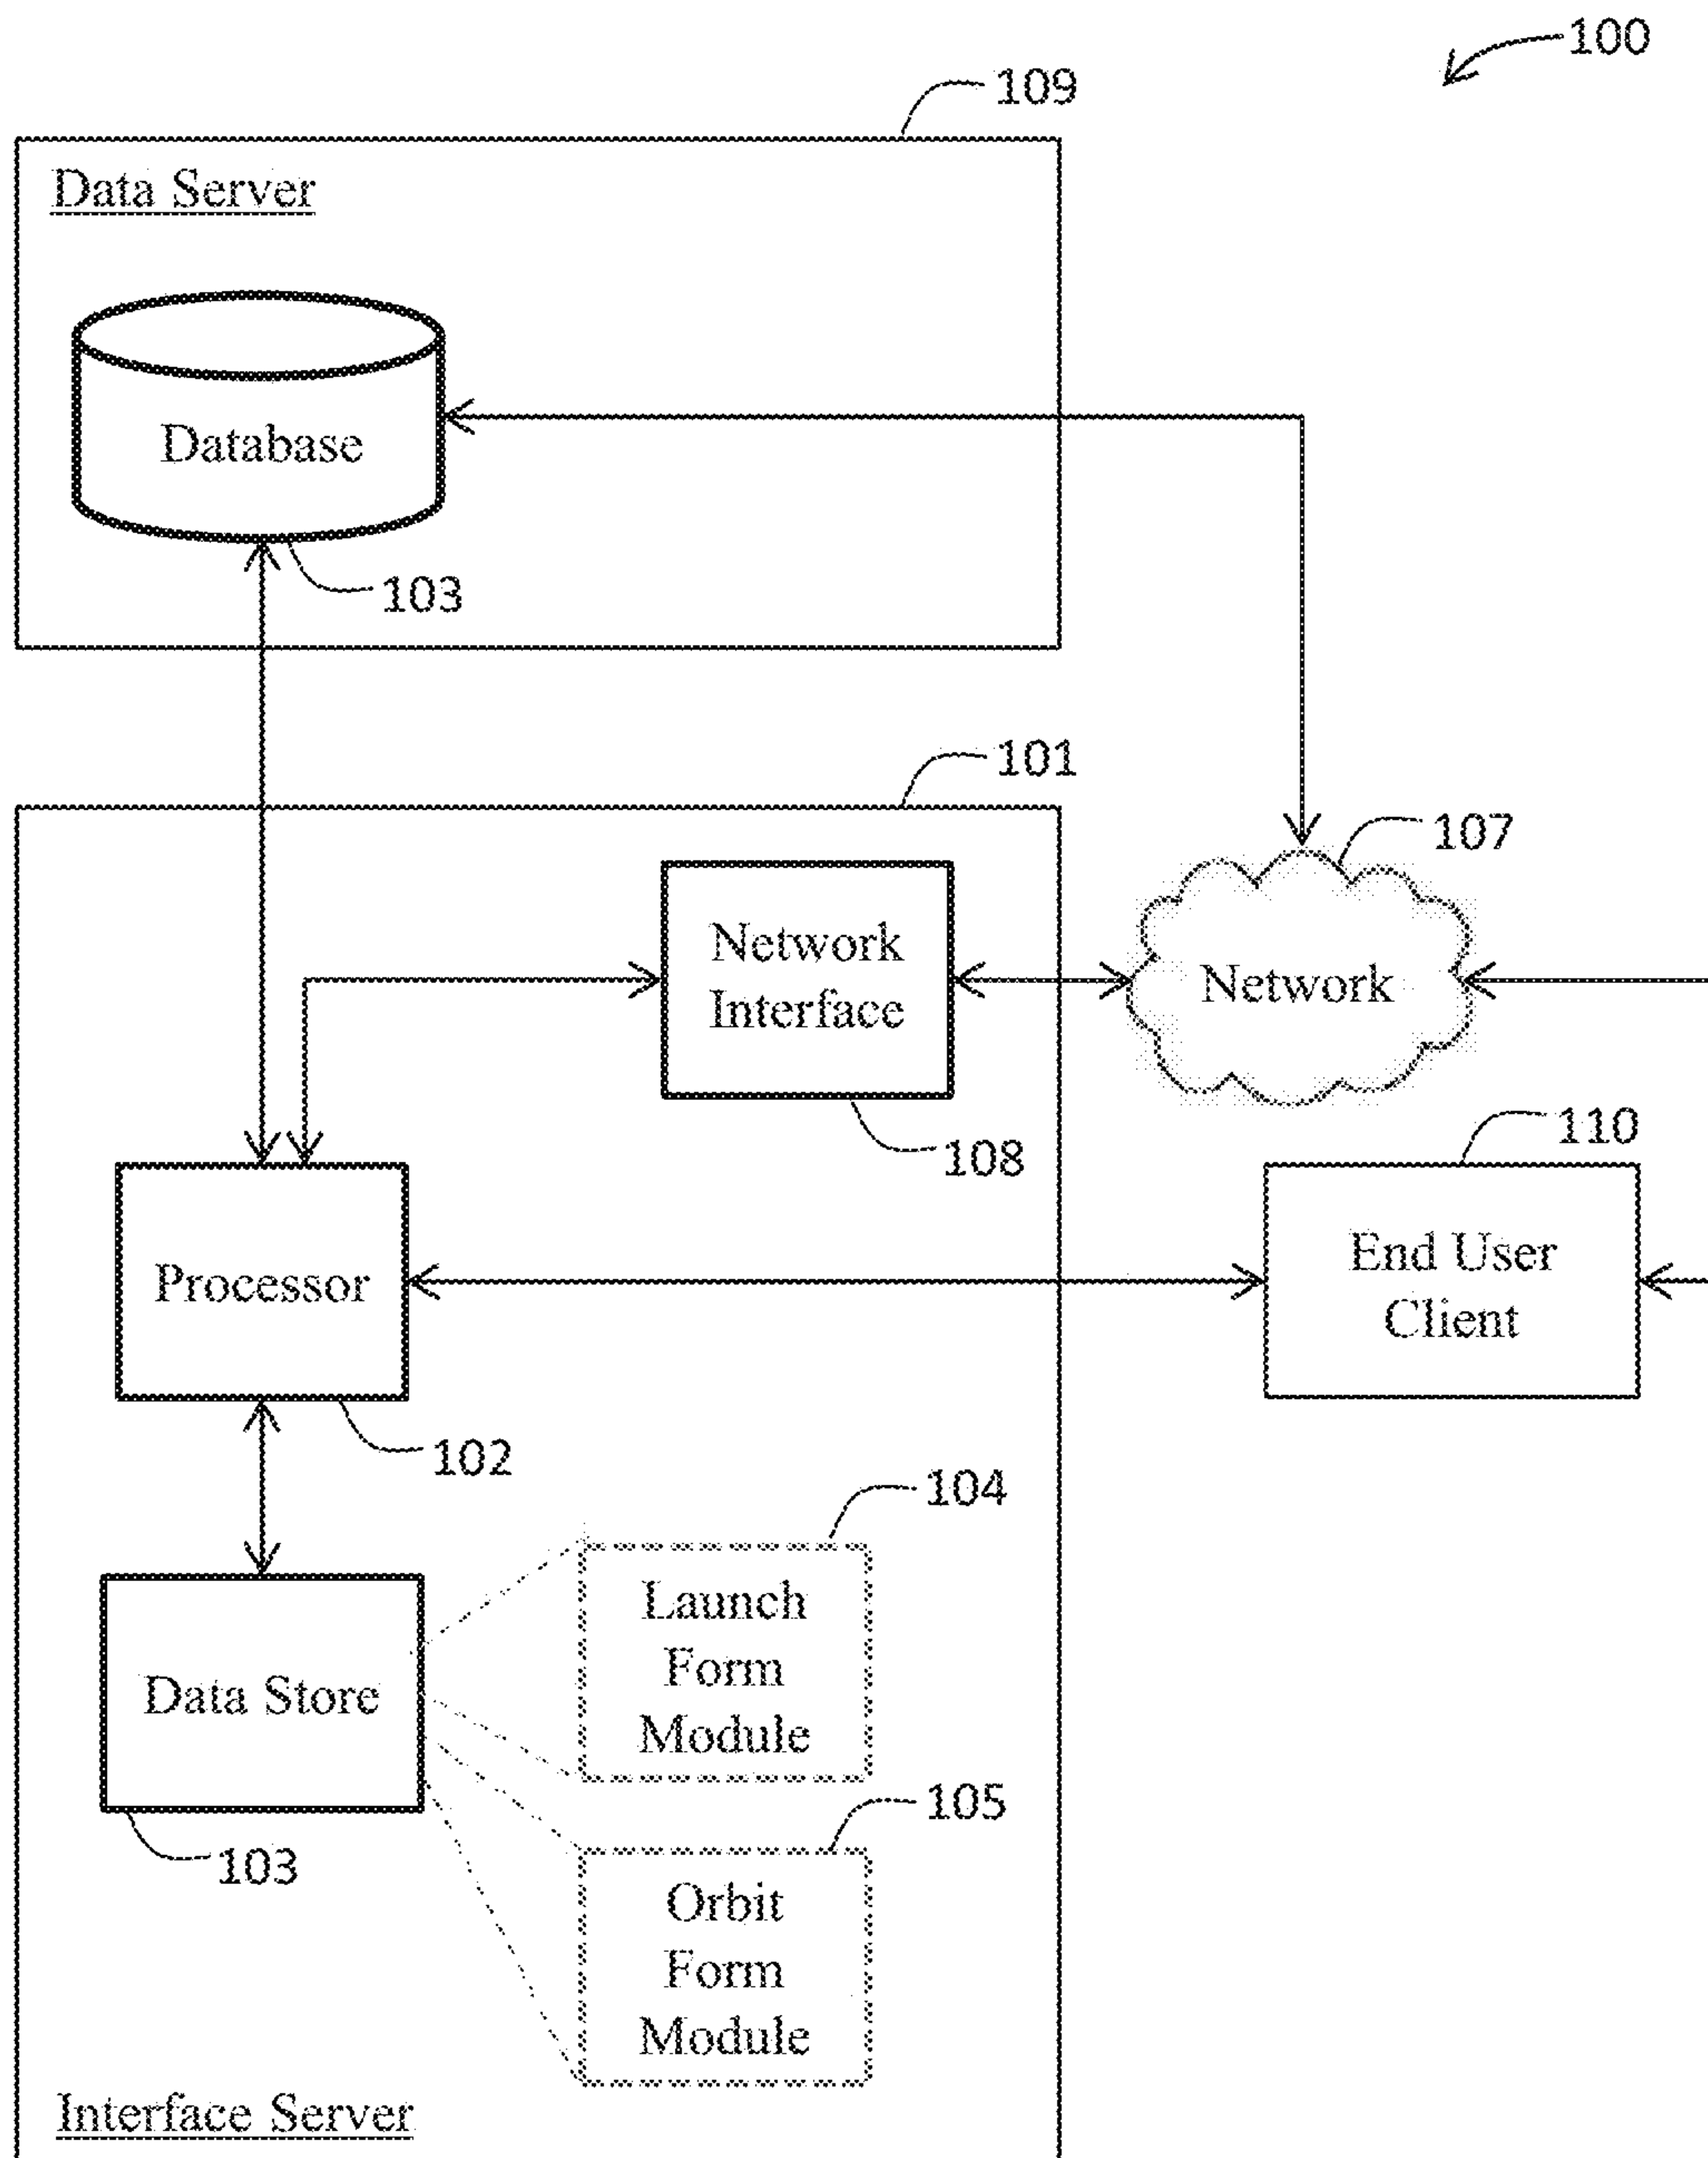 100
109
Data Server
Database
103
101
107
Network
Interface
Network
108
110
Processor
End User
Client
102
104
Launch
Form
Module
Data Store
105
103
Orbit
Form
Module
Interface Server